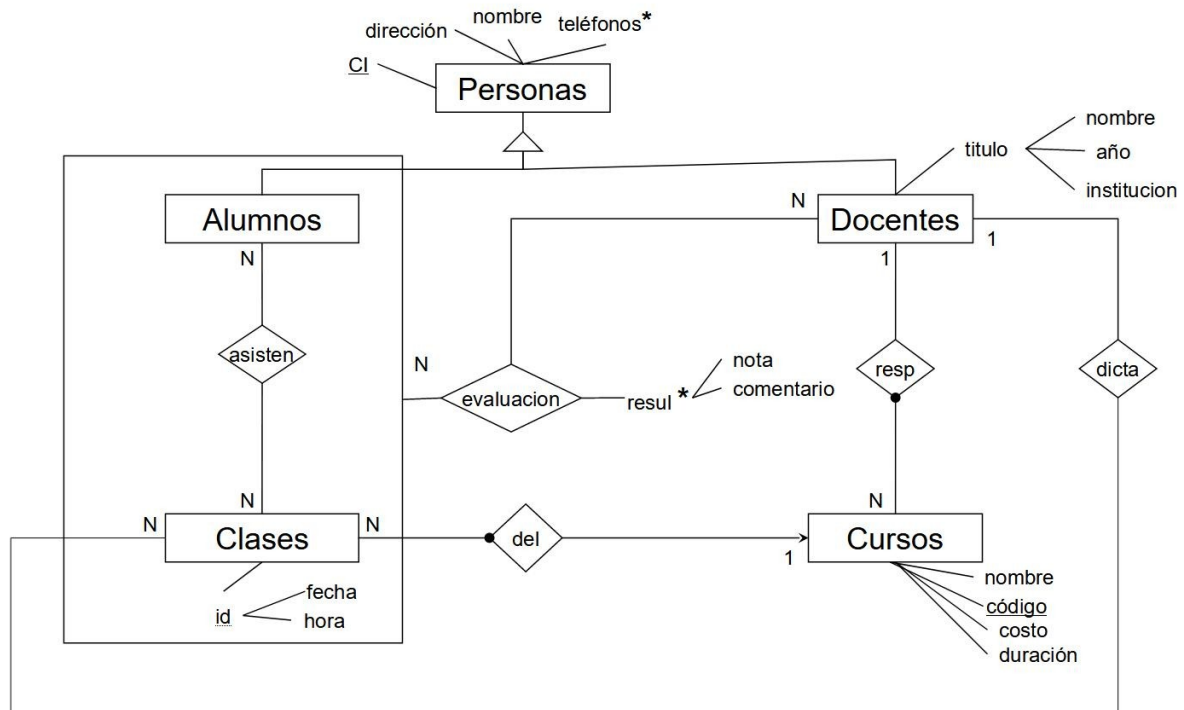 nombre
teléfonos*
dirección
CI
Personas
nombre
titulo
año
institucion
N
Alumnos
Docentes
N
1
1
asisten
N
resp
dicta
nota
evaluacion
resul *
comentario
N
N
N
N
Clases
del
Cursos
1
fecha
id
hora
nombre
código
costo
duración